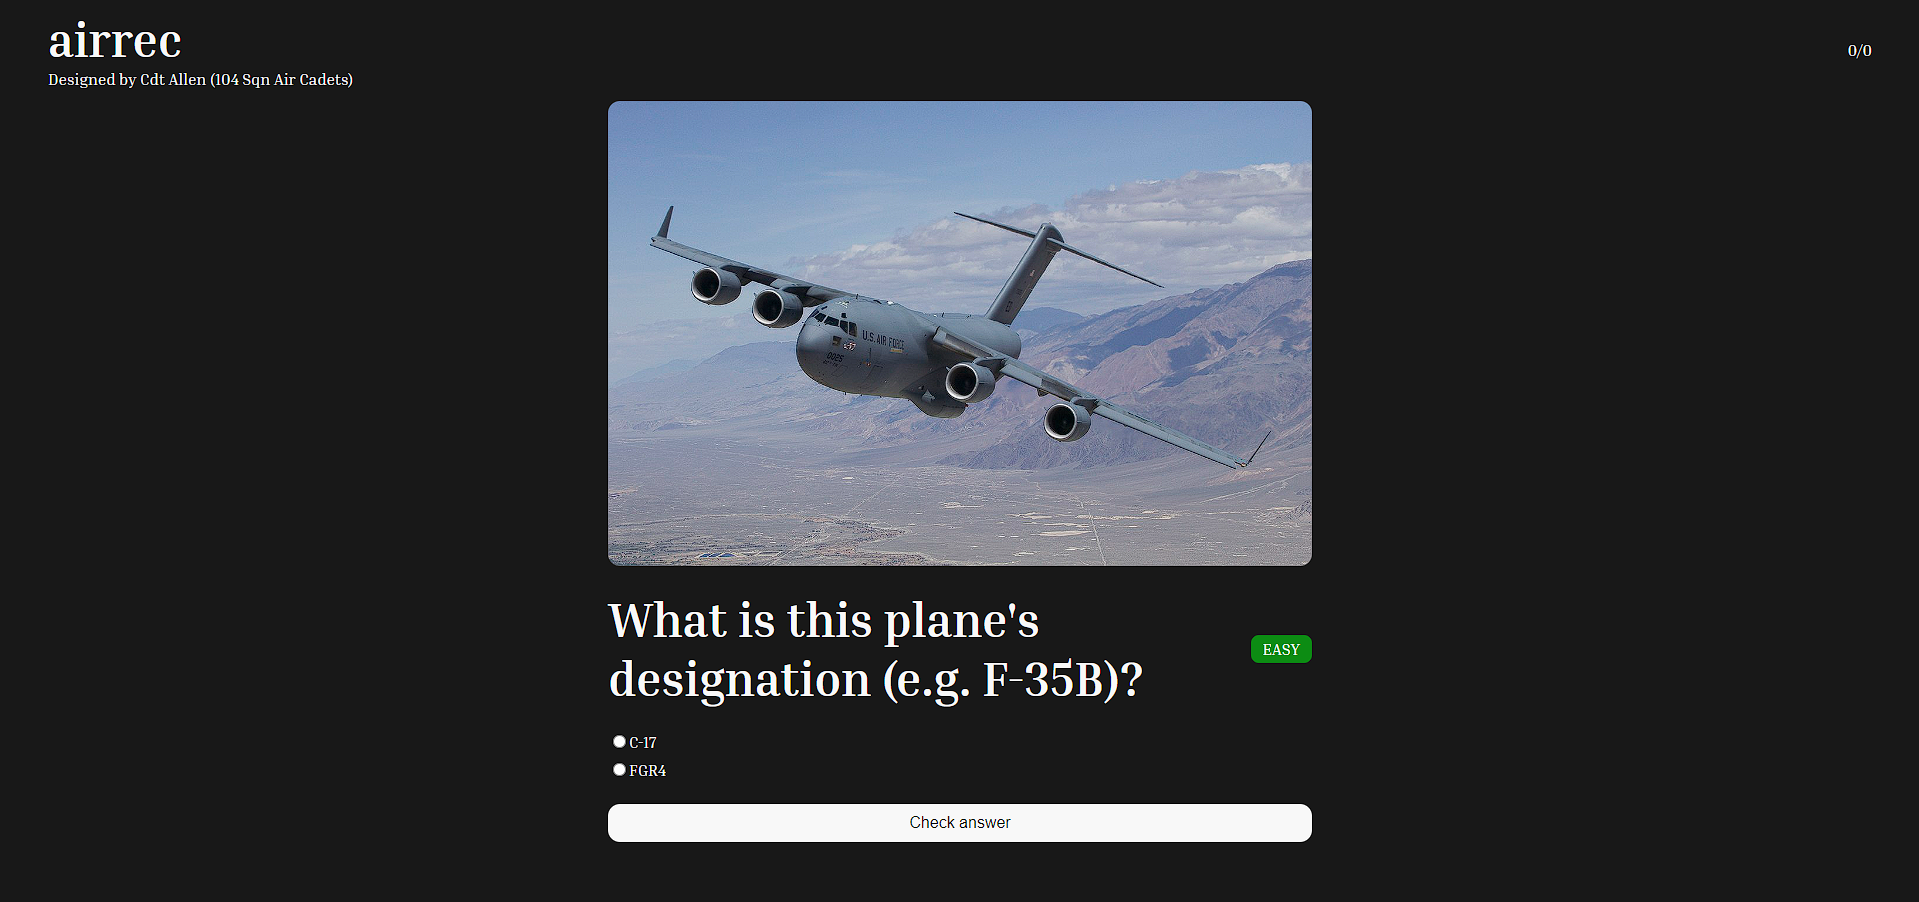 airrec
Designed by Cdt Allen (104 Sqn Air Cadets)
0/0
U.S. AIR FORCE
What is this plane's
designation (e.g. F-35B)?
EASY
C-17
FGR4
Check answer